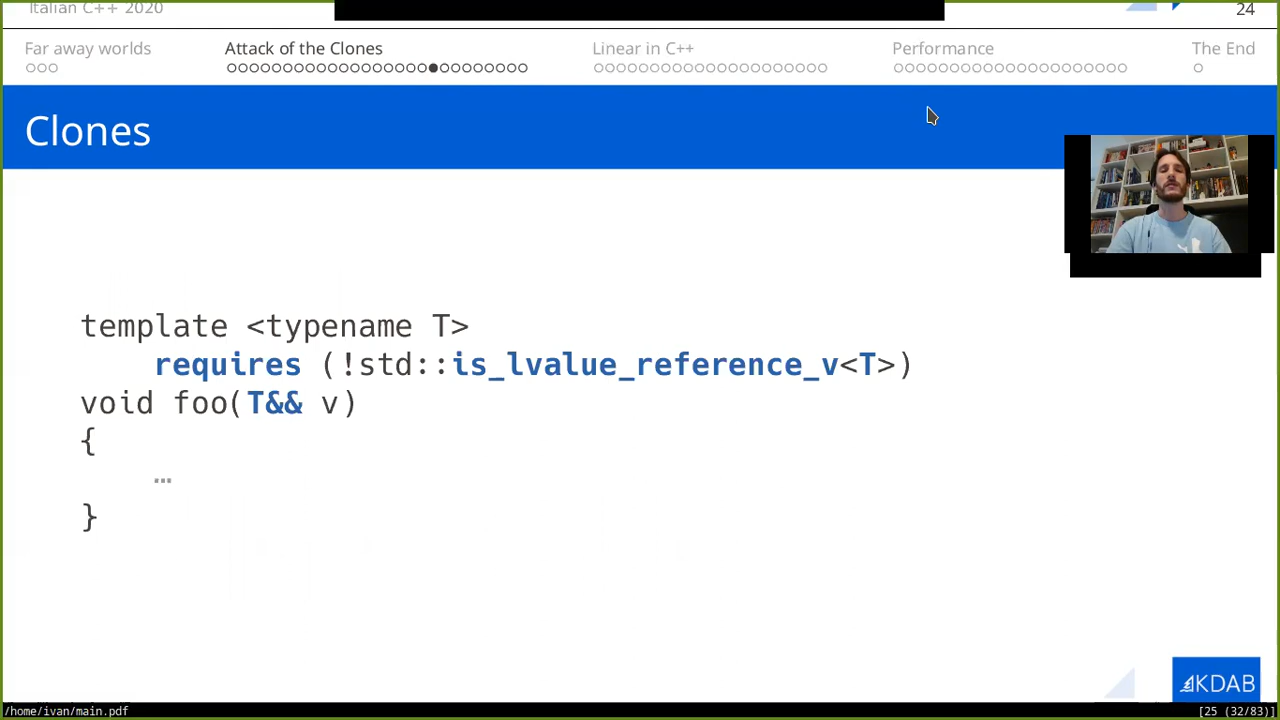 Italian C++ 2020
24
Far away worlds
Attack of the Clones
Linear in C++
Performance
The End
Clones
template <typename T>
requires (!std::is_lvalue_reference_v<T>)
void foo(T&& v)
{
…
}
KDAB
/home/ivan/main.pdf
[25 (32/83)]